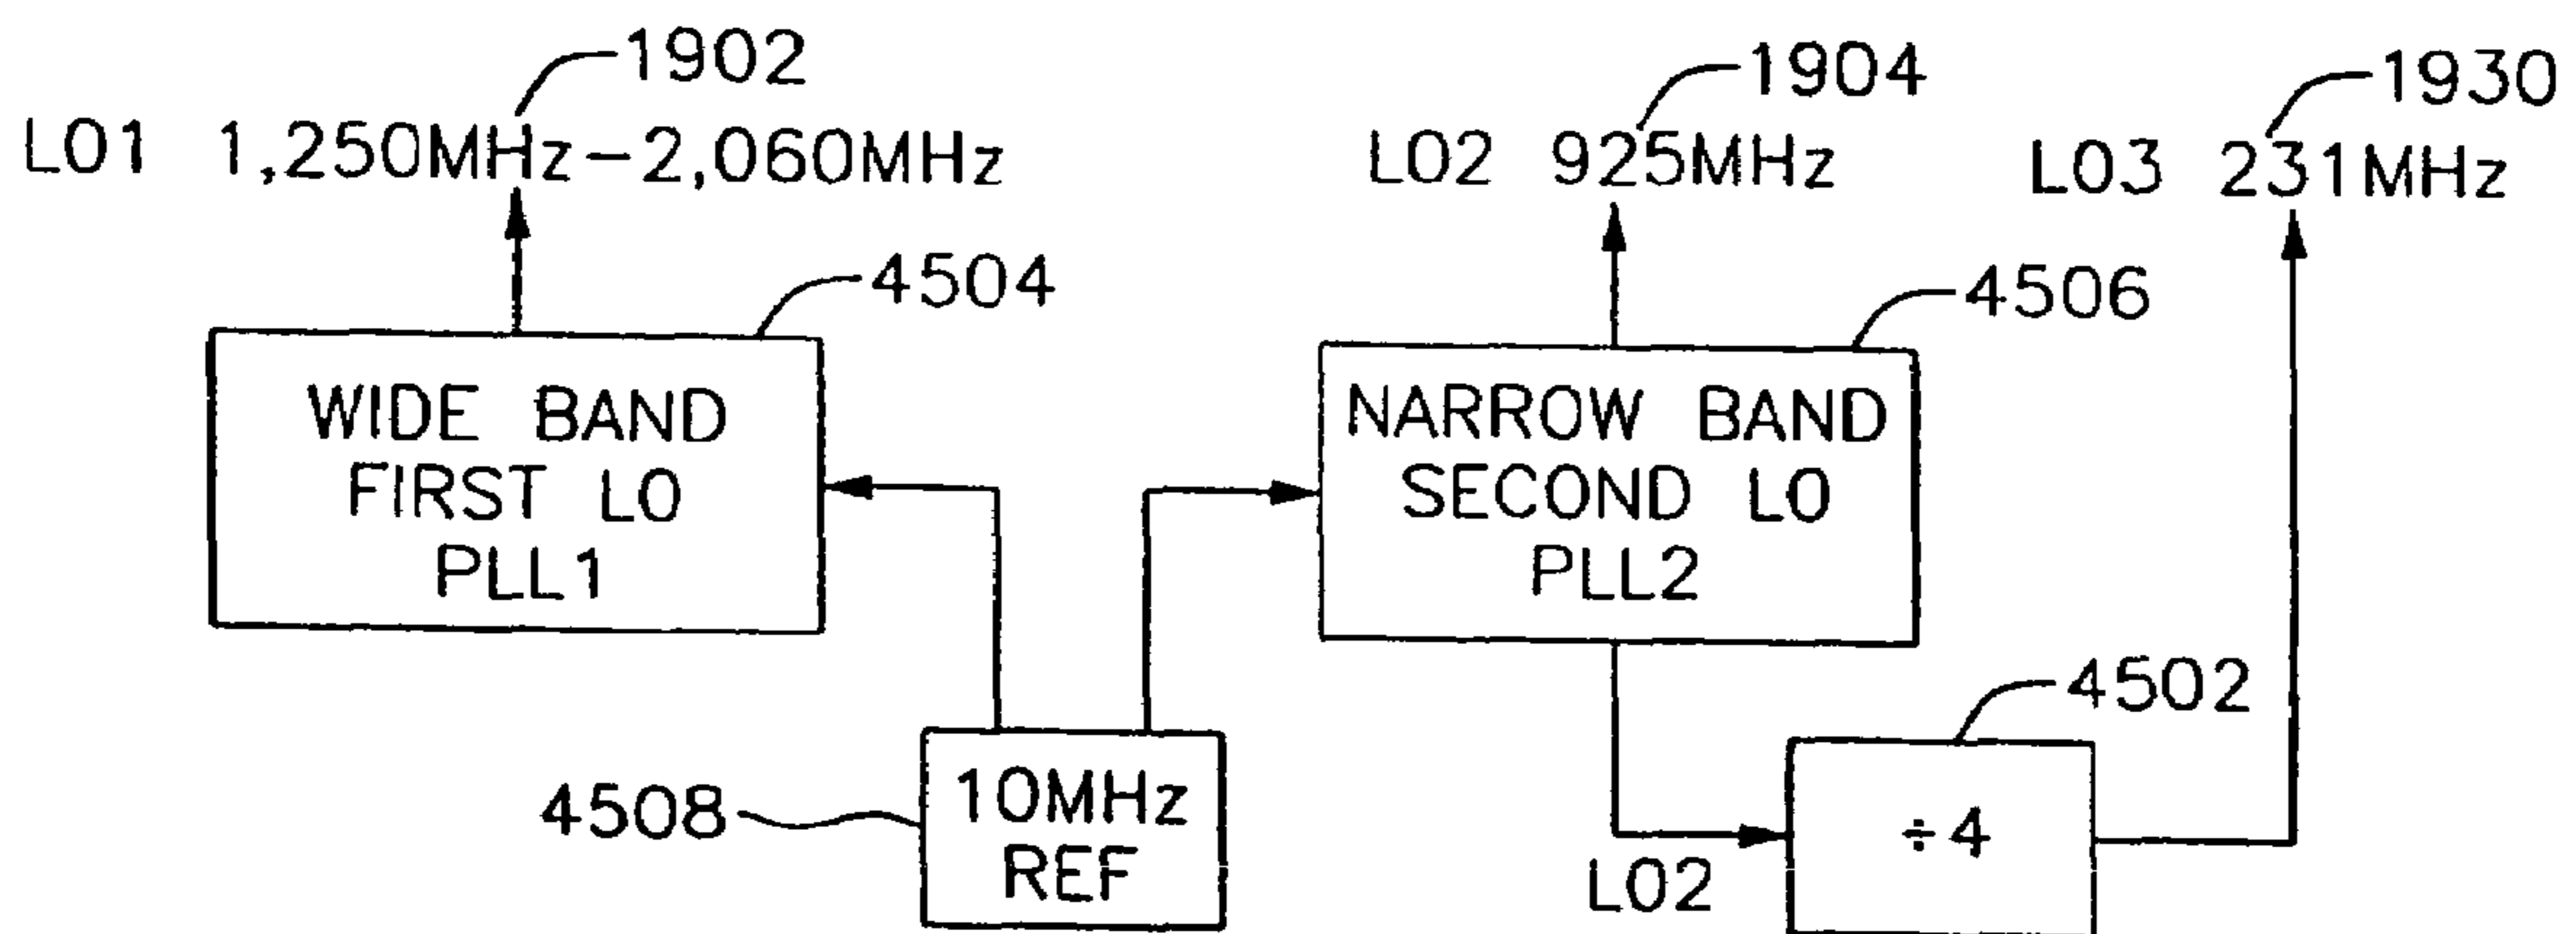 1902
LO1 1,250MHz-2,060MHz
1904
LO2 925MHz
1930
LO3 231MHz
4504
WIDE BAND
FIRST LO
PLL1
4506
NARROW BAND
SECOND LO
PLL2
4508
10MHz
REF
4502
÷4
LO2